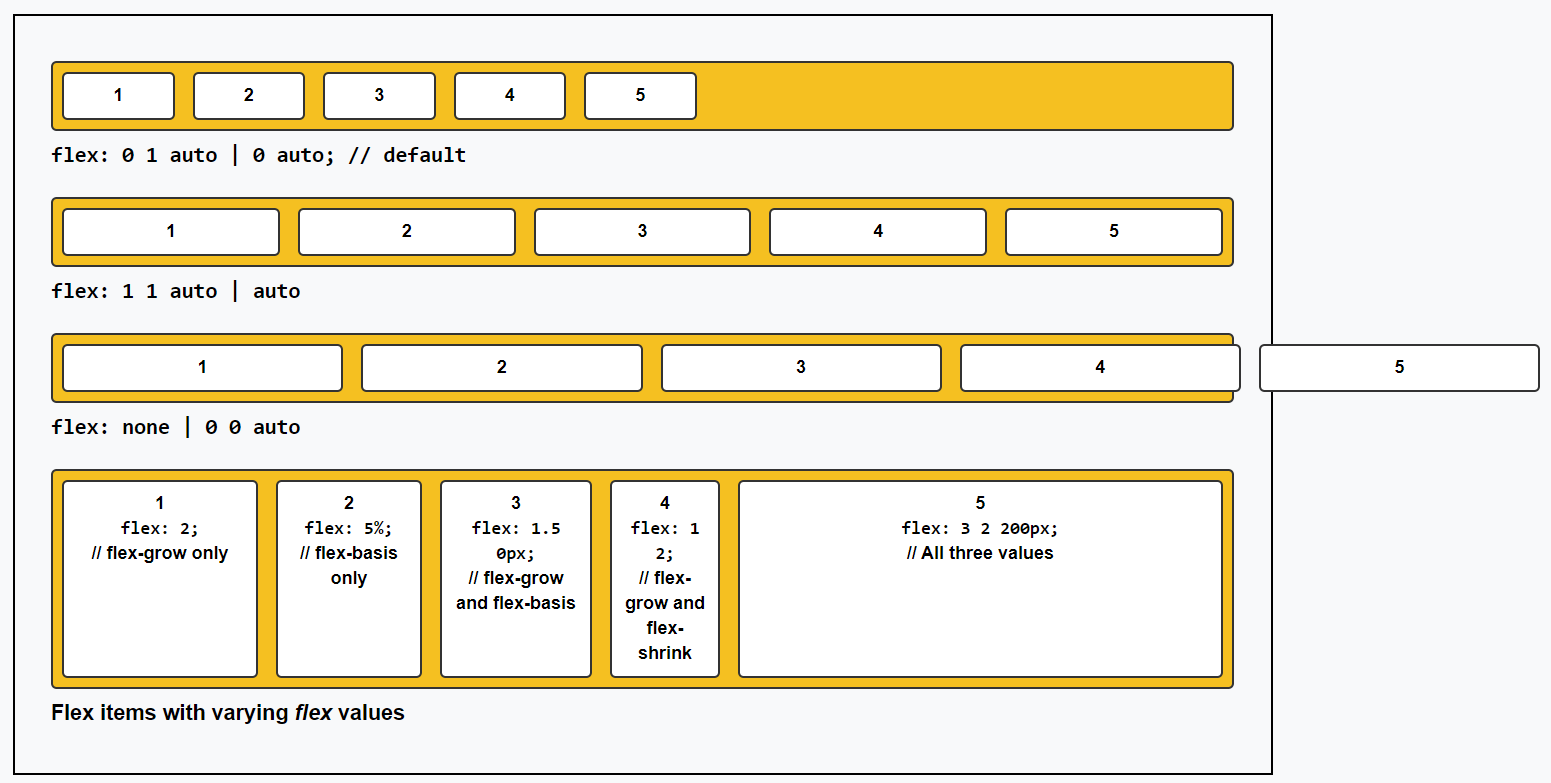 1 2 3 4 5
flex: 0 1 auto | 0 auto; // default
1 2 3 4 5
flex: 1 1 auto | auto
1 2 3 4 5
flex: none | 0 0 auto
1
flex: 2;
// flex-grow only
2
flex: 5%;
// flex-basis
only
3
flex: 1.5
0px;
// flex-grow
and flex-basis
4
flex: 1
2;
// flex-
grow and
flex-
shrink
5
flex: 3 2 200px;
// All three values
Flex items with varying flex values